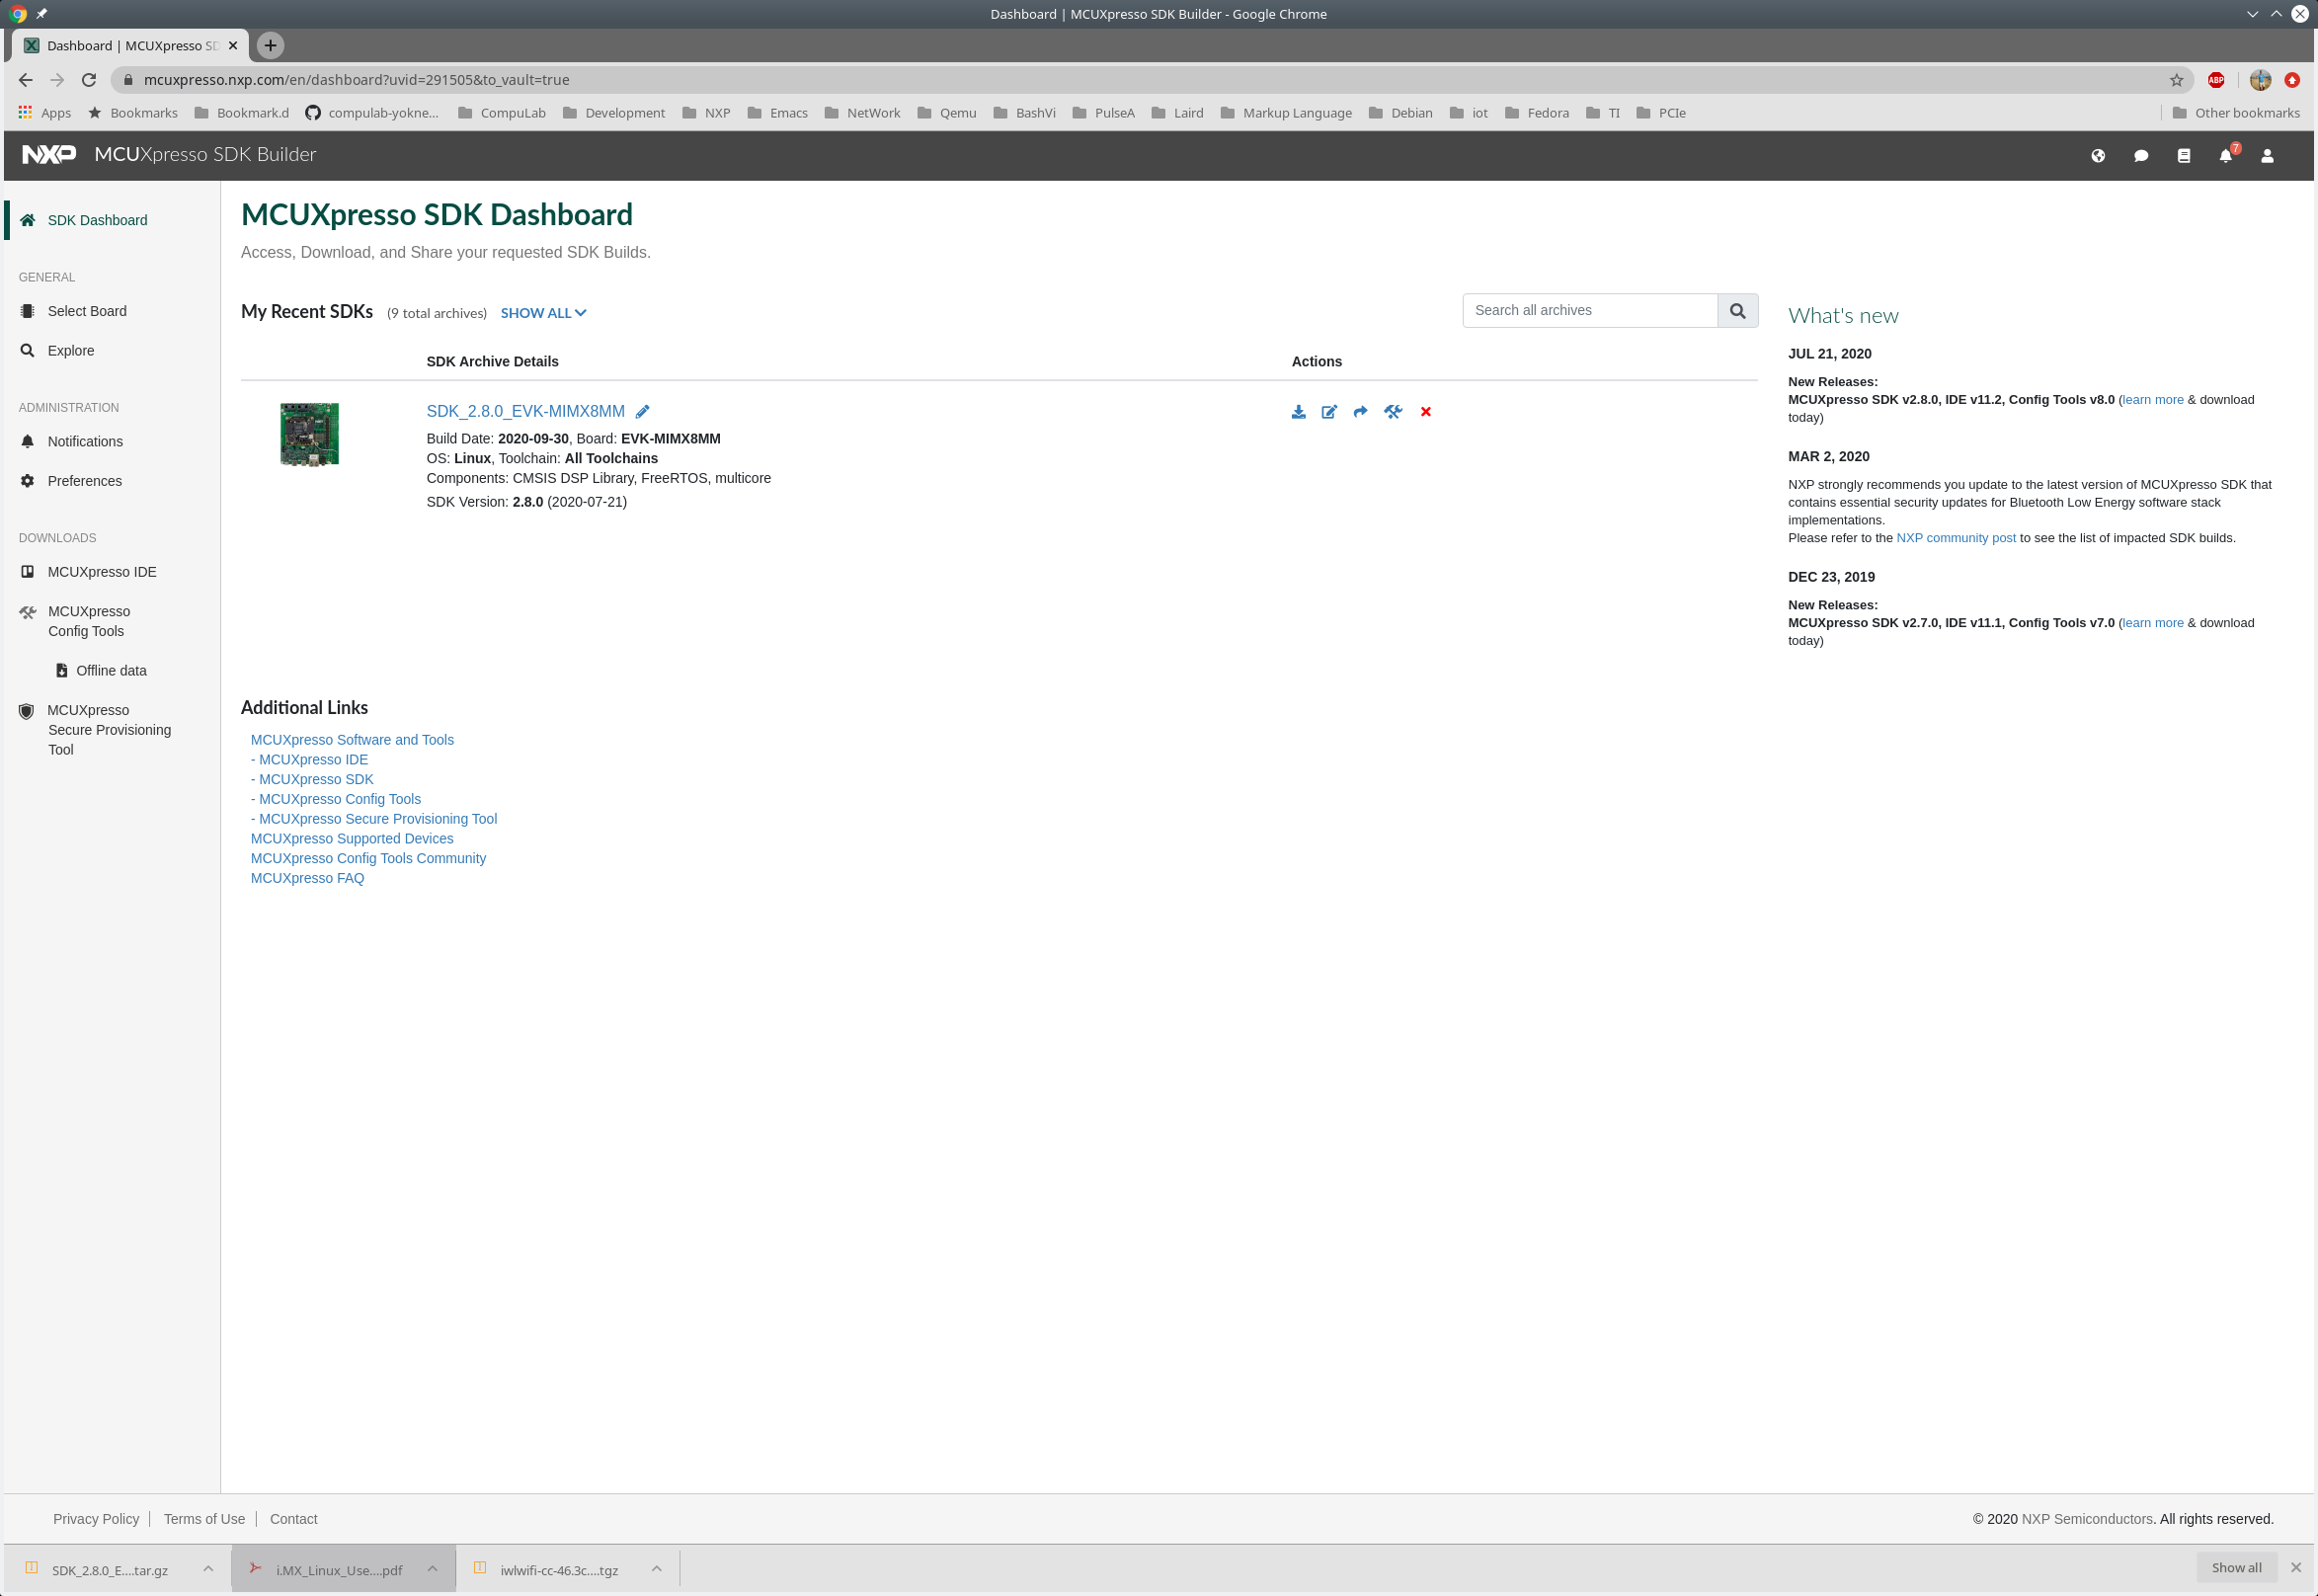 Dashboard | MCUXpresso SDK Builder - Google Chrome
Dashboard | MCUXpresso SD
mcuxpresso.nxp.com/en/dashboard?uvid=291505&to_vault=true
ABP
Apps Bookmarks Bookmark.d compulab-yokne... CompuLab Development NXP Emacs NetWork Qemu BashVi PulseA Laird Markup Language Debian iot Fedora TI PCIe Other bookmarks
NXP MCUXpresso SDK Builder 7
SDK Dashboard
GENERAL
Select Board
Explore
ADMINISTRATION
Notifications
Preferences
DOWNLOADS
MCUXpresso IDE
MCUXpresso
Config Tools
Offline data
MCUXpresso
Secure Provisioning
Tool
MCUXpresso SDK Dashboard
Access, Download, and Share your requested SDK Builds.
My Recent SDKs (9 total archives) SHOW ALL
Search all archives
SDK Archive Details Actions
SDK_2.8.0_EVK-MIMX8MM
Build Date: 2020-09-30, Board: EVK-MIMX8MM
OS: Linux, Toolchain: All Toolchains
Components: CMSIS DSP Library, FreeRTOS, multicore
SDK Version: 2.8.0 (2020-07-21)
Additional Links
MCUXpresso Software and Tools
- MCUXpresso IDE
- MCUXpresso SDK
- MCUXpresso Config Tools
- MCUXpresso Secure Provisioning Tool
MCUXpresso Supported Devices
MCUXpresso Config Tools Community
MCUXpresso FAQ
What's new
JUL 21, 2020
New Releases:
MCUXpresso SDK v2.8.0, IDE v11.2, Config Tools v8.0 (learn more & download
today)
MAR 2, 2020
NXP strongly recommends you update to the latest version of MCUXpresso SDK that
contains essential security updates for Bluetooth Low Energy software stack
implementations.
Please refer to the NXP community post to see the list of impacted SDK builds.
DEC 23, 2019
New Releases:
MCUXpresso SDK v2.7.0, IDE v11.1, Config Tools v7.0 (learn more & download
today)
Privacy Policy Terms of Use Contact
© 2020 NXP Semiconductors. All rights reserved.
SDK_2.8.0_E....tar.gz i.MX_Linux_Use....pdf iwlwifi-cc-46.3c....tgz Show all